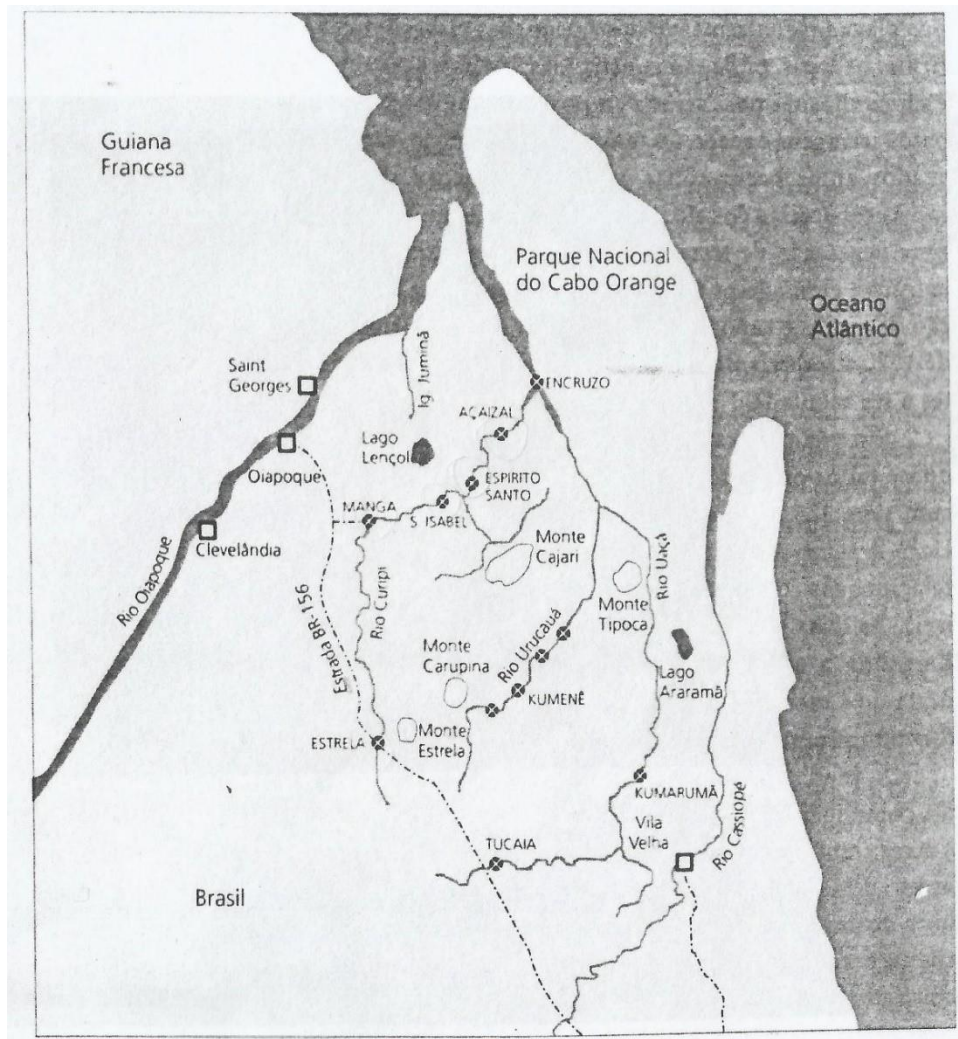 Guiana
Francesa
Parque Nacional
do Cabo Orange
Oceano
Atlântico
Saint
Georges
Ig. Juminã
ENCRUZO
AÇAIZAL
Oiapoque
Lago
Lençol
ESPIRITO
SANTO
MANGA
S. ISABEL
Clevelândia
Monte
Cajari
Rio Oiapoque
Estrada BR-156
Rio Curipi
Rio Uaçá
Monte
Tipoca
Rio Urucauá
Monte
Carupina
Lago
Araramã
KUMENÊ
ESTRELA
Monte
Estrela
KUMARUMÃ
Vila
Velha
Rio Cassiopé
TUCAIA
Brasil